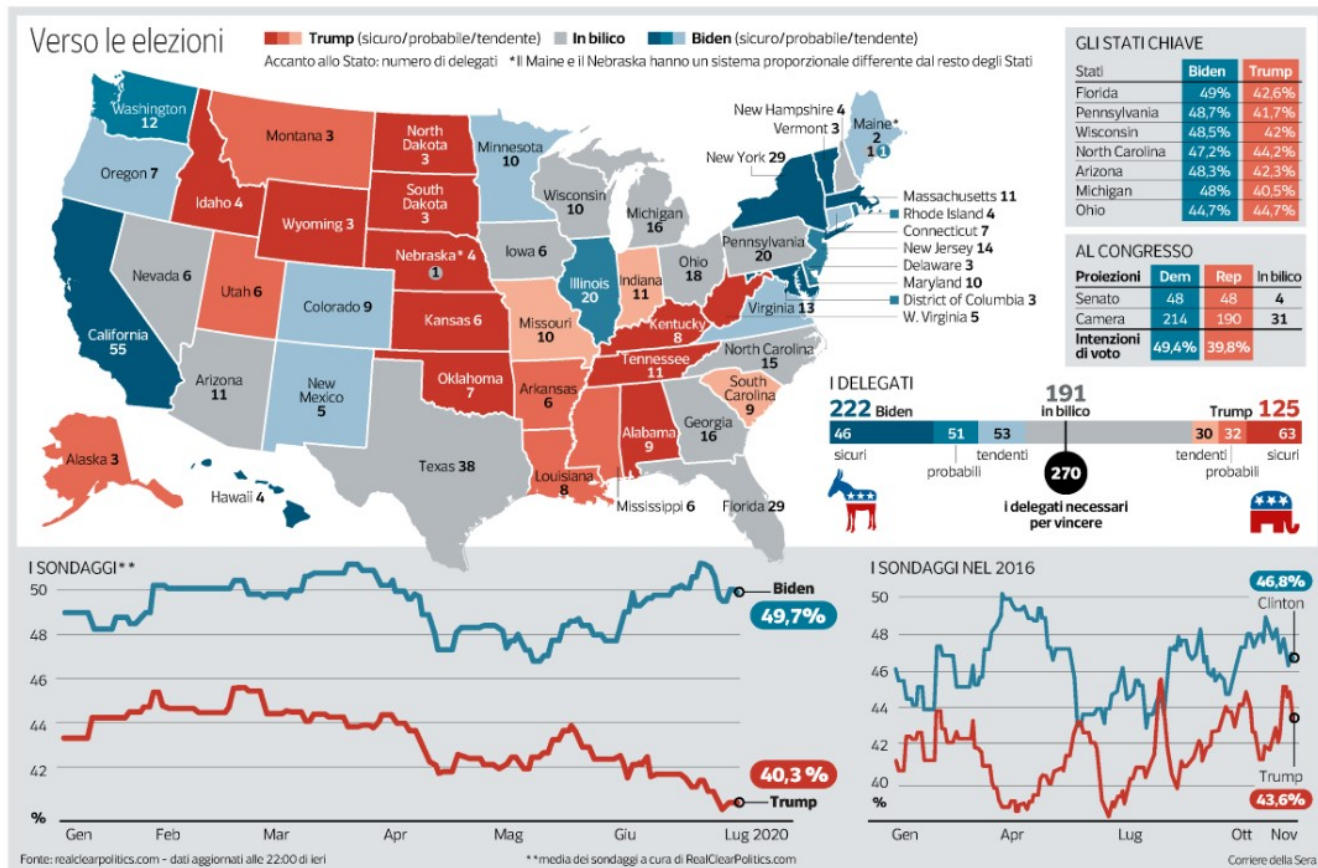 Verso le elezioni
Trump (sicuro/probabile/tendente)
In bilico
Biden (sicuro/probabile/tendente)
Accanto allo Stato: numero di delegati
*Il Maine e il Nebraska hanno un sistema proporzionale differente dal resto degli Stati
Washington
12
Oregon 7
California
55
Nevada 6
Idaho 4
Montana 3
Wyoming 3
Utah 6
Colorado 9
Arizona
11
New
Mexico
5
North
Dakota
3
South
Dakota
3
Nebraska* 4
1
Kansas 6
Oklahoma
7
Texas 38
Minnesota
10
Iowa 6
Missouri
10
Arkansas
6
Louisiana
8
Wisconsin
10
Illinois
20
Michigan
16
Indiana
11
Ohio
18
Kentucky
8
Tennessee
11
Mississippi 6
Alabama
9
Georgia
16
Florida 29
South
Carolina
9
North Carolina
15
Virginia 13
Pennsylvania
20
New York 29
Vermont 3
New Hampshire 4
Maine*
2
1 1
Massachusetts 11
Rhode Island 4
Connecticut 7
New Jersey 14
Delaware 3
Maryland 10
District of Columbia 3
W. Virginia 5
Alaska 3
Hawaii 4
GLI STATI CHIAVE
Stati Biden Trump
Florida 49% 42,6%
Pennsylvania 48,7% 41,7%
Wisconsin 48,5% 42%
North Carolina 47,2% 44,2%
Arizona 48,3% 42,3%
Michigan 48% 40,5%
Ohio 44,7% 44,7%
AL CONGRESSO
Proiezioni Dem Rep In bilico
Senato 48 48 4
Camera 214 190 31
Intenzioni
di voto 49,4% 39,8%
I DELEGATI
222 Biden
191
in bilico
Trump 125
46 51 53 30 32 63
sicuri
probabili
tendenti
tendenti
probabili
sicuri
270
i delegati necessari
per vincere
I SONDAGGI**
50
48
46
44
42
%
Biden
49,7%
40,3 %
Trump
Gen Feb Mar Apr Mag Giu Lug 2020
I SONDAGGI NEL 2016
50
48
46
44
42
40
%
46,8%
Clinton
Trump
43,6%
Gen Apr Lug Ott Nov
Fonte: realclearpolitics.com - dati aggiornati alle 22:00 di ieri
**media dei sondaggi a cura di RealClearPolitics.com
Corriere della Sera